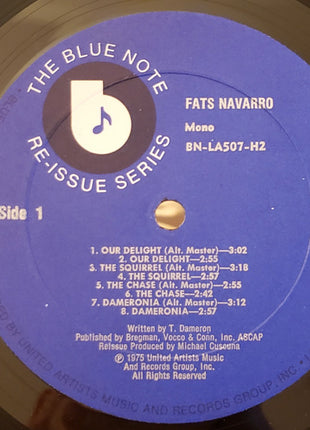 THE BLUE NOTE
RE-ISSUE SERIES
b
FATS NAVARRO
Mono
BN-LA507-H2
Side 1
1. OUR DELIGHT (Alt. Master)—3:02
2. OUR DELIGHT—2:55
3. THE SQUIRREL (Alt. Master)—3:18
4. THE SQUIRREL—2:57
5. THE CHASE (Alt. Master)—2:55
6. THE CHASE—2:42
7. DAMERONIA (Alt. Master)—3:12
8. DAMERONIA—2:57
Written by T. Dameron
Published by Bregman, Vocco & Conn, Inc. ASCAP
Reissue Produced by Michael Cuscuna
℗ 1975 United Artists Music
And Records Group, Inc.
All Rights Reserved
BY UNITED ARTISTS MUSIC AND RECORDS GROUP, INC.